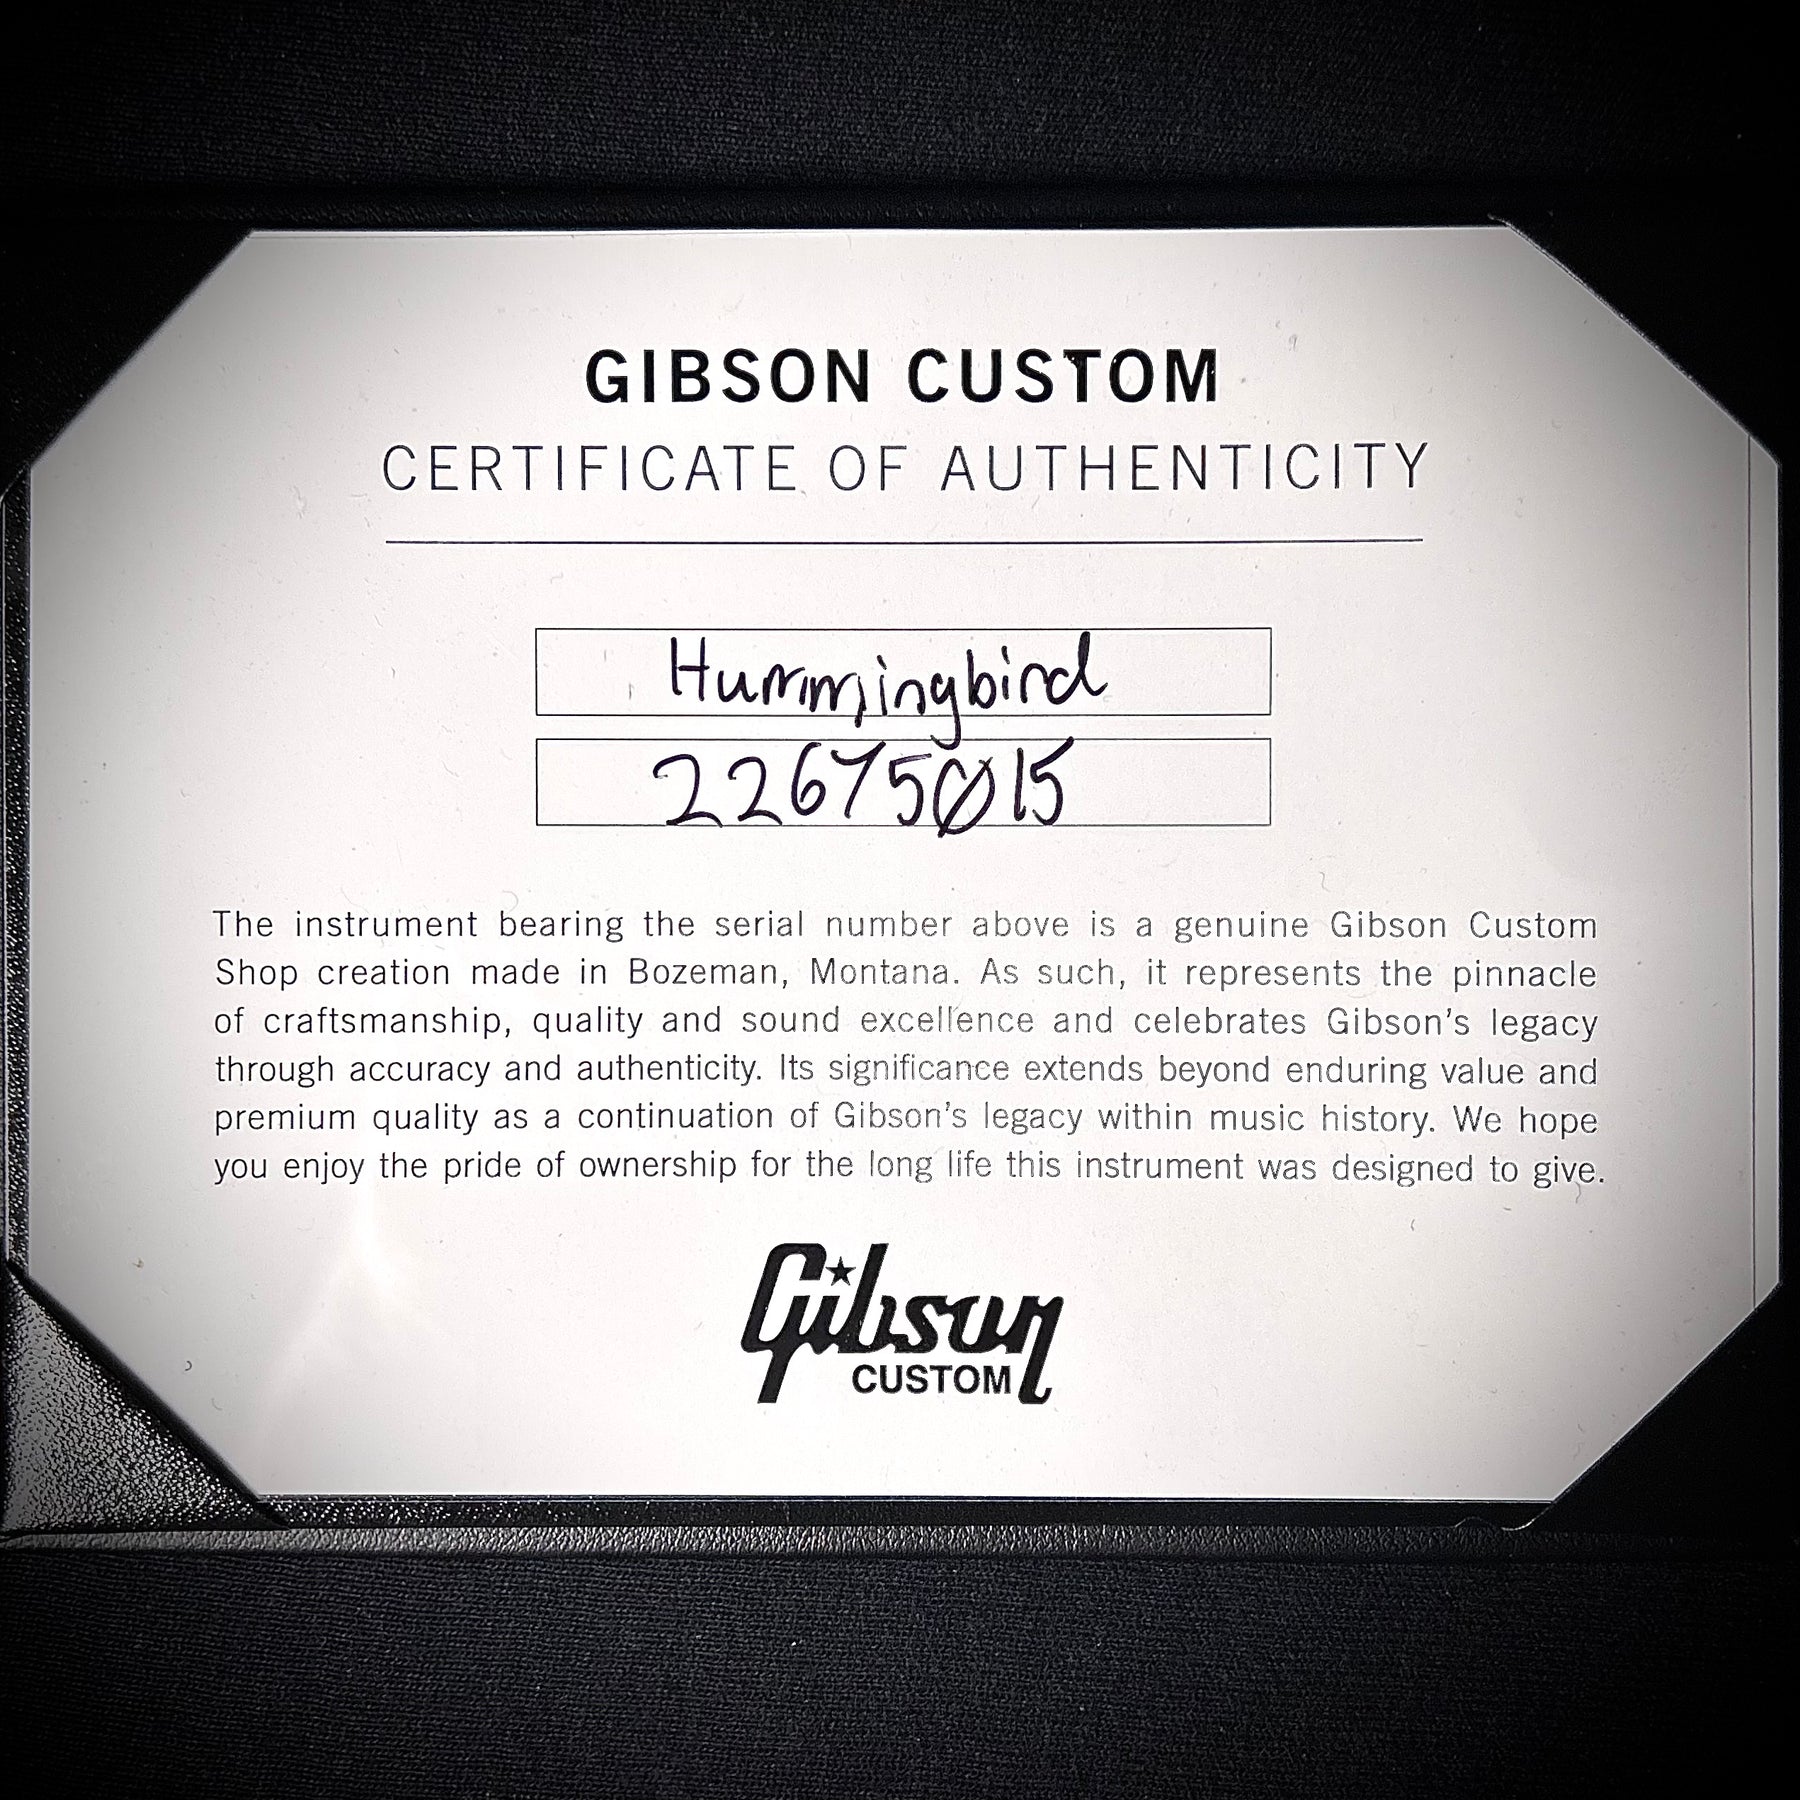 GIBSON CUSTOM
CERTIFICATE OF AUTHENTICITY
Hummingbird
22675015
The instrument bearing the serial number above is a genuine Gibson Custom
Shop creation made in Bozeman, Montana. As such, it represents the pinnacle
of craftsmanship, quality and sound excellence and celebrates Gibson's legacy
through accuracy and authenticity. Its significance extends beyond enduring value and
premium quality as a continuation of Gibson's legacy within music history. We hope
you enjoy the pride of ownership for the long life this instrument was designed to give.
Gibson
CUSTOM